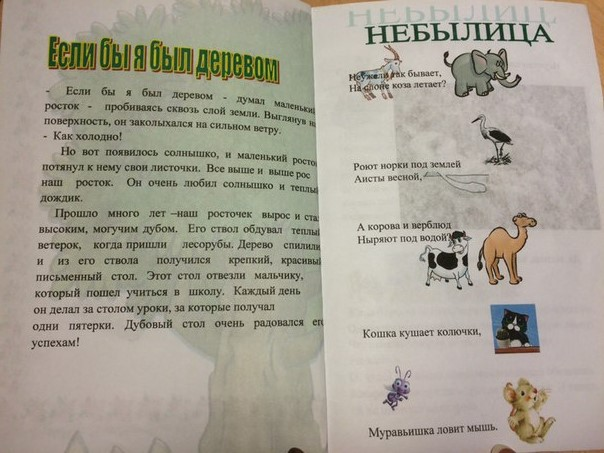 Если бы я был деревом
- Если бы я был деревом - думал маленький
росток - пробиваясь сквозь слой земли. Выглянув на
поверхность, он заколыхался на сильном ветру.
- Как холодно!
Но вот появилось солнышко, и маленький росток
потянул к нему свои листочки. Все выше и выше рос
наш росток. Он очень любил солнышко и теплый
дождик.
Прошло много лет –наш росточек вырос и стал
высоким, могучим дубом. Его ствол обдувал теплый
ветерок, когда пришли лесорубы. Дерево спилили
и из его ствола получился крепкий, красивый
письменный стол. Этот стол отвезли мальчику,
который пошел учиться в школу. Каждый день
он делал за столом уроки, за которые получал
одни пятерки. Дубовый стол очень радовался его
успехам!
НЕБЫЛИЦА
Неужели так бывает,
На слоне коза летает?
Роют норки под землей
Аисты весной,
А корова и верблюд
Ныряют под водой?
Кошка кушает колючки,
Муравьишка ловит мышь.